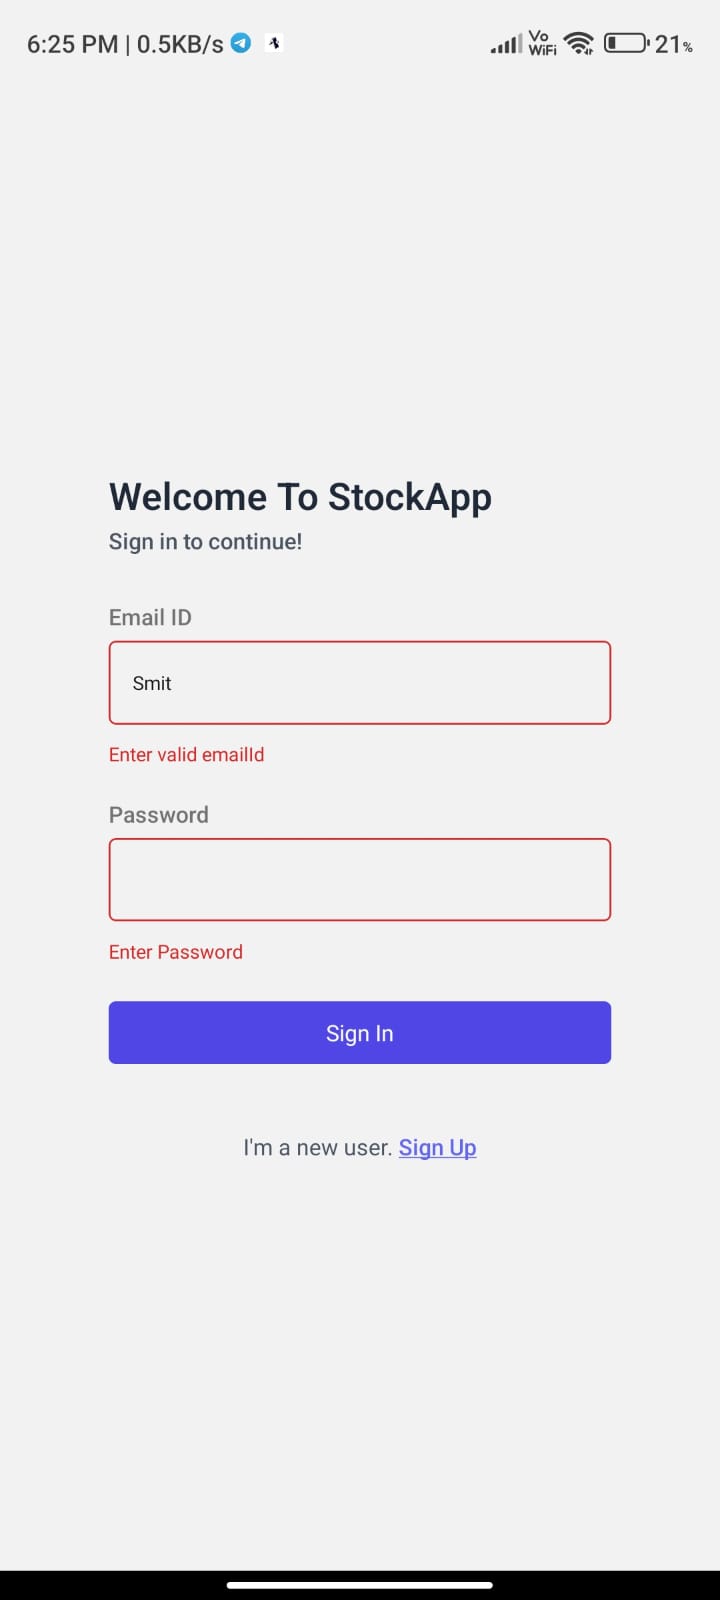 6:25 PM | 0.5KB/s Vo WiFi 21%
Welcome To StockApp
Sign in to continue!
Email ID
Smit
Enter valid emailId
Password
Enter Password
Sign In
I'm a new user. Sign Up